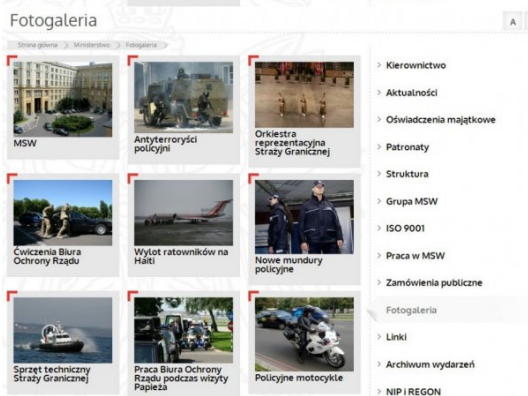 Fotogaleria
A
Strona główna > Ministerstwo > Fotogaleria >
MSW
Antyterroryści
policyjni
Orkiestra
reprezentacyjna
Straży Granicznej
Ćwiczenia Biura
Ochrony Rządu
Wylot ratowników na
Haiti
Nowe mundury
policyjne
Sprzęt techniczny
Straży Granicznej
Praca Biura Ochrony
Rządu podczas wizyty
Papieża
Policyjne motocykle
> Kierownictwo
> Aktualności
> Oświadczenia majątkowe
> Patronaty
> Struktura
> Grupa MSW
> ISO 9001
> Praca w MSW
> Zamówienia publiczne
Fotogaleria
> Linki
> Archiwum wydarzeń
> NIP i REGON